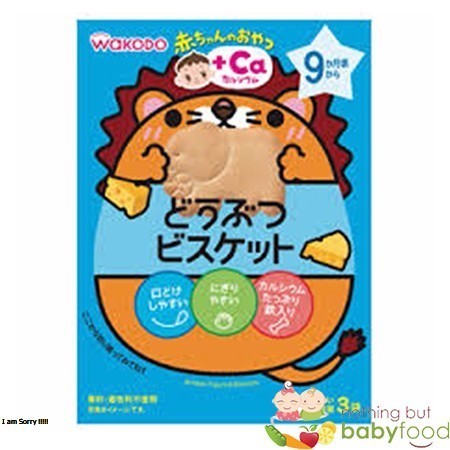 wakodo
赤ちゃんのおやつ
+Ca
カルシウム
9か月頃
から
どうぶつ
ビスケット
口どけ
しやすい
にぎり
やすい
カルシウム
たっぷり
鉄入り
I am Sorry !!!!!
3袋
nothing but
babyfood